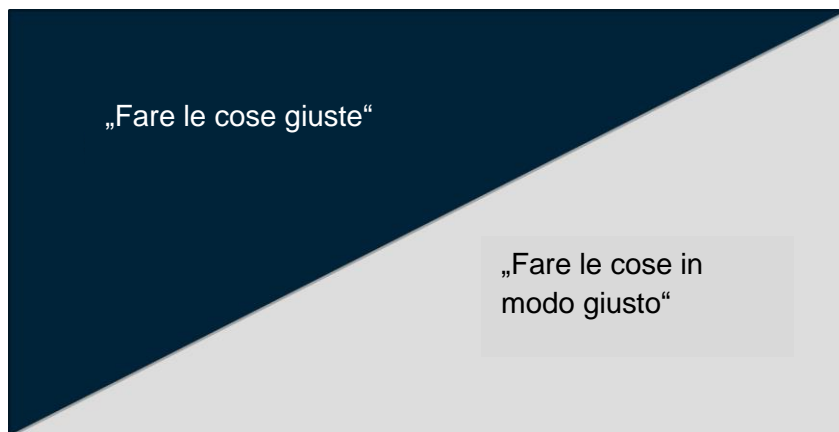 „Fare le cose giuste“
„Fare le cose in
modo giusto“